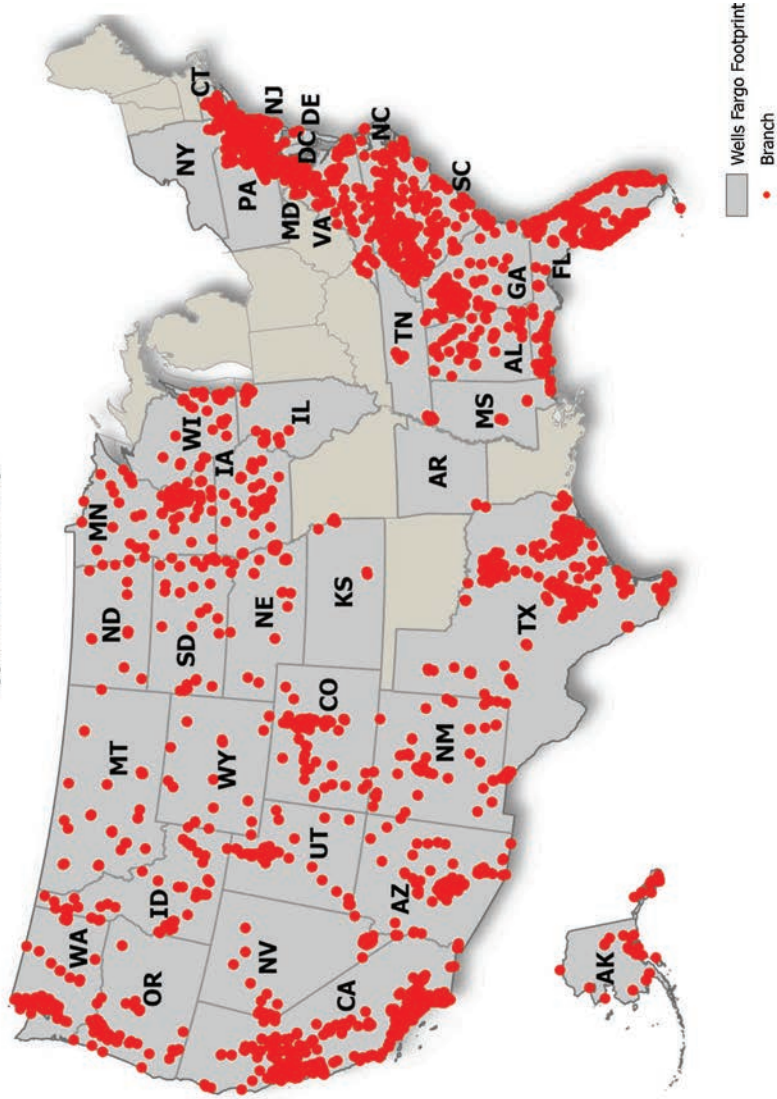 WA
OR
CA
NV
ID
MT
WY
UT
AZ
CO
NM
ND
SD
NE
KS
TX
MN
IA
WI
IL
AR
MS
TN
AL
GA
FL
SC
NC
VA
MD
DC
DE
NJ
PA
NY
CT
AK
Wells Fargo Footprint
Branch